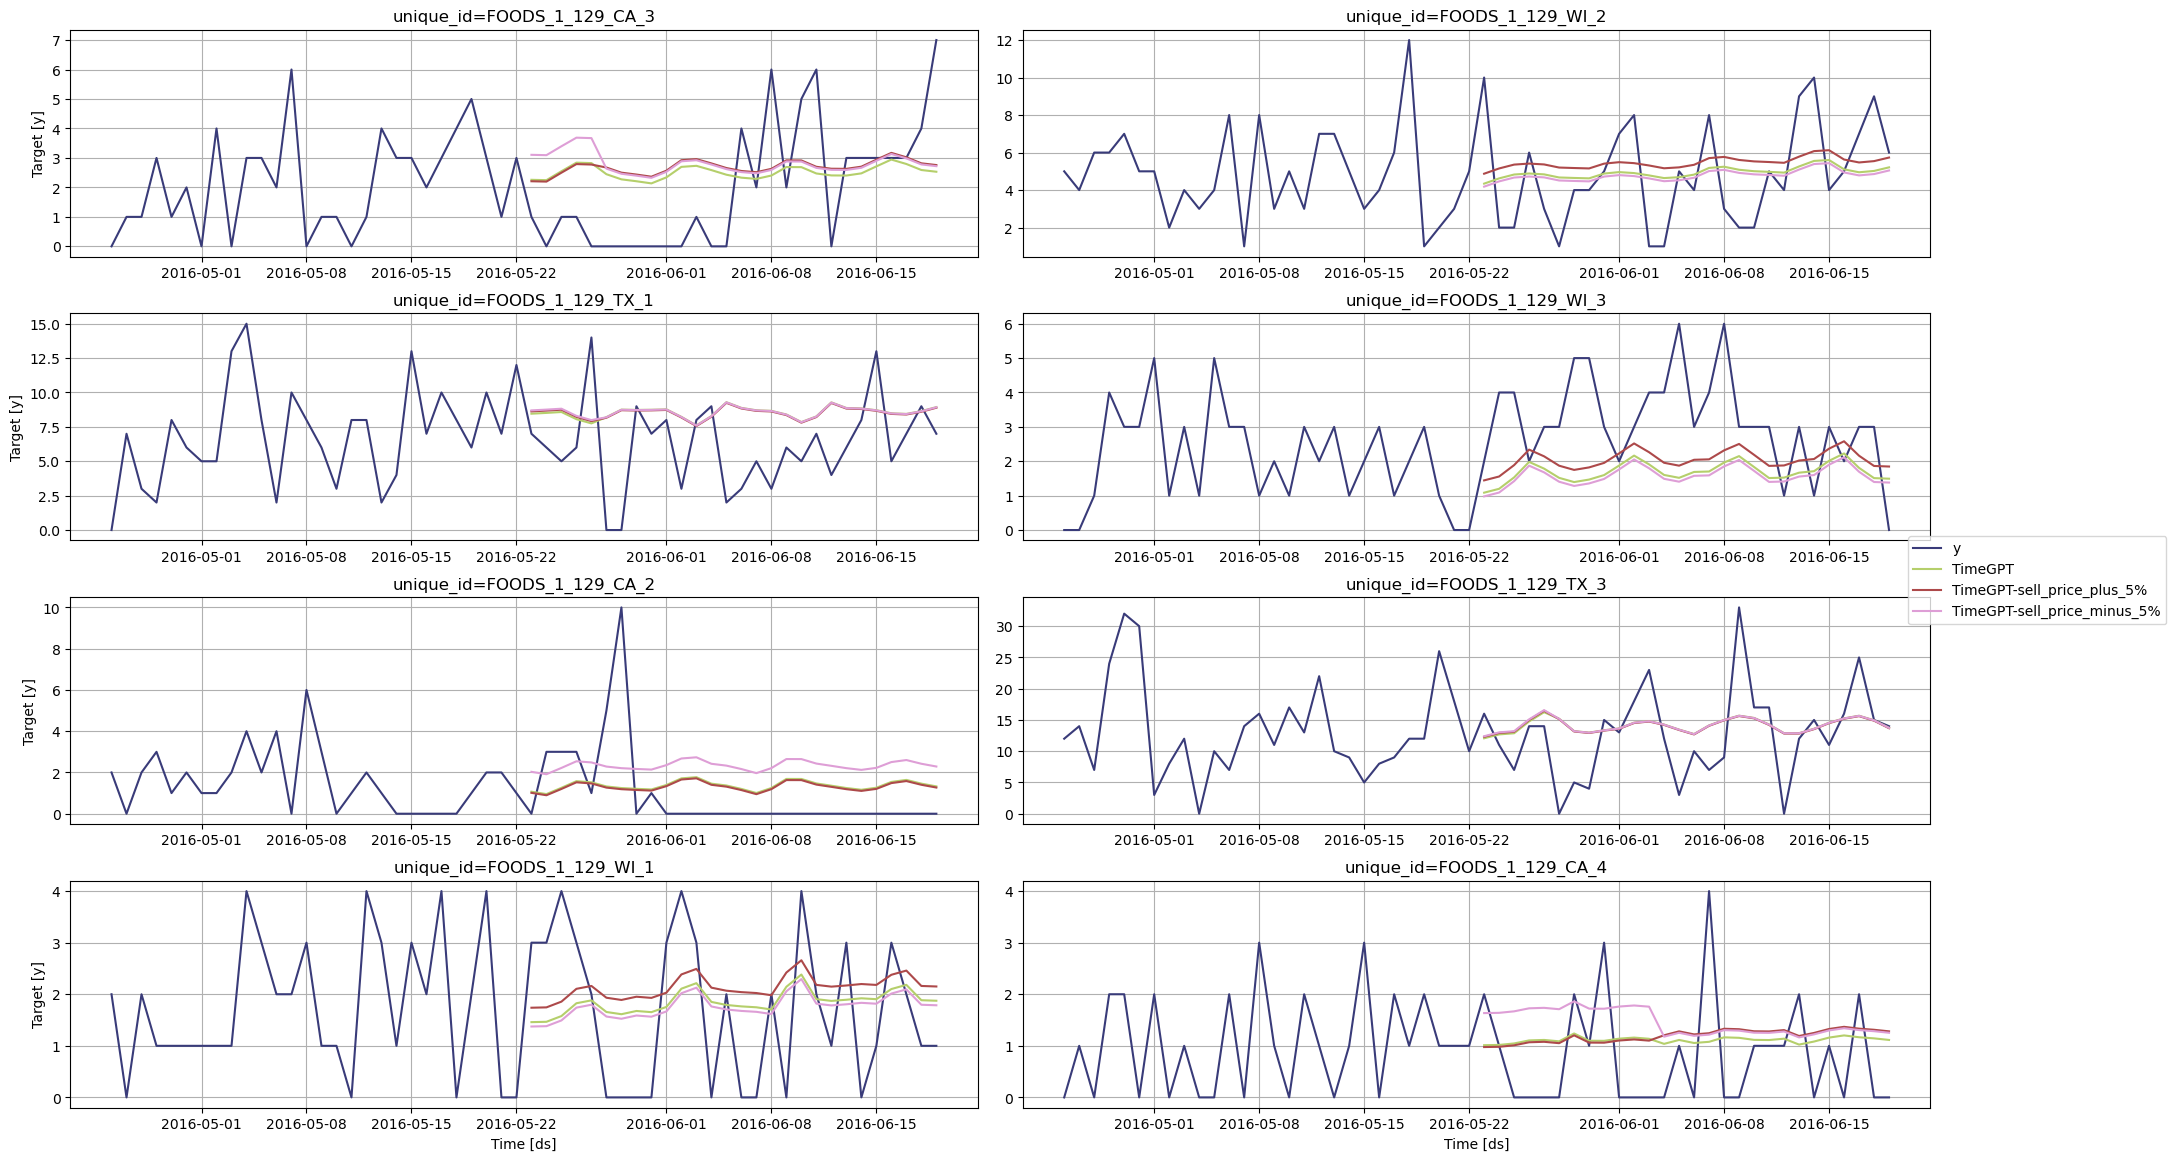 unique_id=FOODS_1_129_CA_3
Target [y]
7
6
5
4
3
2
1
0
2016-05-01 2016-05-08 2016-05-15 2016-05-22 2016-06-01 2016-06-08 2016-06-15
unique_id=FOODS_1_129_WI_2
12
10
8
6
4
2
2016-05-01 2016-05-08 2016-05-15 2016-05-22 2016-06-01 2016-06-08 2016-06-15
unique_id=FOODS_1_129_TX_1
Target [y]
15.0
12.5
10.0
7.5
5.0
2.5
0.0
2016-05-01 2016-05-08 2016-05-15 2016-05-22 2016-06-01 2016-06-08 2016-06-15
unique_id=FOODS_1_129_WI_3
6
5
4
3
2
1
0
2016-05-01 2016-05-08 2016-05-15 2016-05-22 2016-06-01 2016-06-08 2016-06-15
y
TimeGPT
TimeGPT-sell_price_plus_5%
TimeGPT-sell_price_minus_5%
unique_id=FOODS_1_129_CA_2
Target [y]
10
8
6
4
2
0
2016-05-01 2016-05-08 2016-05-15 2016-05-22 2016-06-01 2016-06-08 2016-06-15
unique_id=FOODS_1_129_TX_3
30
25
20
15
10
5
0
2016-05-01 2016-05-08 2016-05-15 2016-05-22 2016-06-01 2016-06-08 2016-06-15
unique_id=FOODS_1_129_WI_1
Target [y]
4
3
2
1
0
2016-05-01 2016-05-08 2016-05-15 2016-05-22 2016-06-01 2016-06-08 2016-06-15
Time [ds]
unique_id=FOODS_1_129_CA_4
4
3
2
1
0
2016-05-01 2016-05-08 2016-05-15 2016-05-22 2016-06-01 2016-06-08 2016-06-15
Time [ds]